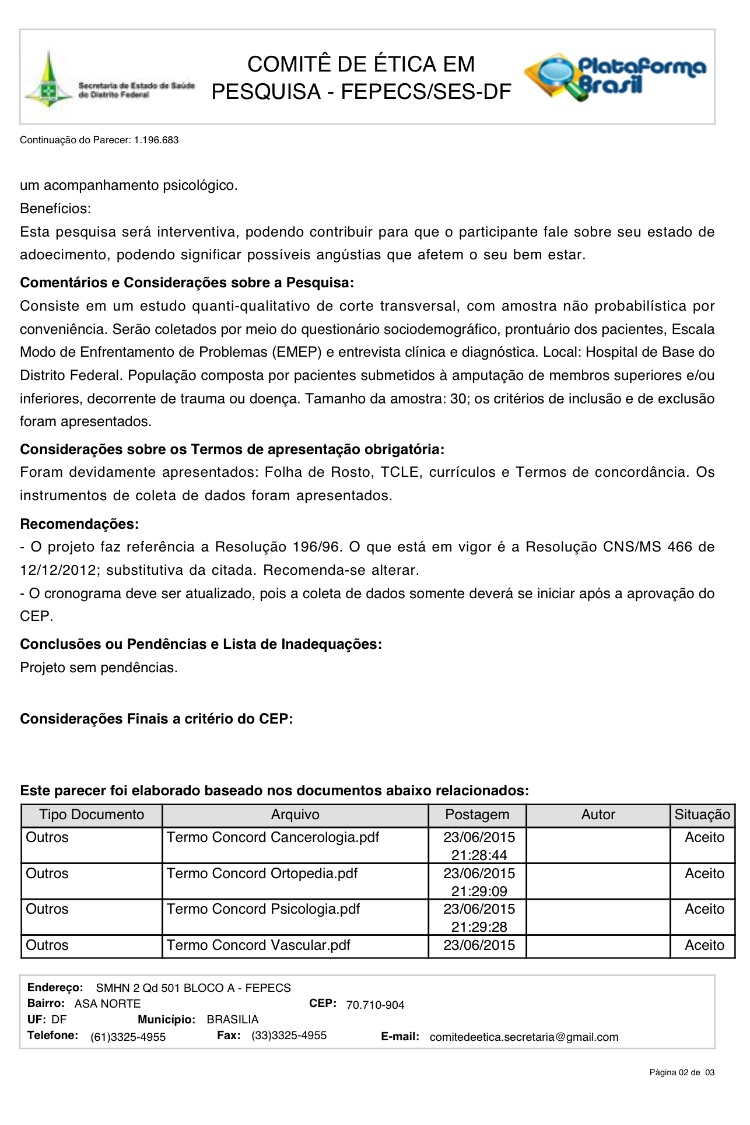 Secretaria de Estado de Saúde
do Distrito Federal
COMITÊ DE ÉTICA EM
PESQUISA - FEPECS/SES-DF
Plataforma
Brasil
Continuação do Parecer: 1.196.683
um acompanhamento psicológico.
Benefícios:
Esta pesquisa será interventiva, podendo contribuir para que o participante fale sobre seu estado de
adoecimento, podendo significar possíveis angústias que afetem o seu bem estar.
Comentários e Considerações sobre a Pesquisa:
Consiste em um estudo quanti-qualitativo de corte transversal, com amostra não probabilística por
conveniência. Serão coletados por meio do questionário sociodemográfico, prontuário dos pacientes, Escala
Modo de Enfrentamento de Problemas (EMEP) e entrevista clínica e diagnóstica. Local: Hospital de Base do
Distrito Federal. População composta por pacientes submetidos à amputação de membros superiores e/ou
inferiores, decorrente de trauma ou doença. Tamanho da amostra: 30; os critérios de inclusão e de exclusão
foram apresentados.
Considerações sobre os Termos de apresentação obrigatória:
Foram devidamente apresentados: Folha de Rosto, TCLE, currículos e Termos de concordância. Os
instrumentos de coleta de dados foram apresentados.
Recomendações:
- O projeto faz referência a Resolução 196/96. O que está em vigor é a Resolução CNS/MS 466 de
12/12/2012; substitutiva da citada. Recomenda-se alterar.
- O cronograma deve ser atualizado, pois a coleta de dados somente deverá se iniciar após a aprovação do
CEP.
Conclusões ou Pendências e Lista de Inadequações:
Projeto sem pendências.
Considerações Finais a critério do CEP:
Este parecer foi elaborado baseado nos documentos abaixo relacionados:
Tipo Documento Arquivo Postagem Autor Situação
Outros Termo Concord Cancerologia.pdf 23/06/2015 Aceito
21:28:44
Outros Termo Concord Ortopedia.pdf 23/06/2015 Aceito
21:29:09
Outros Termo Concord Psicologia.pdf 23/06/2015 Aceito
21:29:28
Outros Termo Concord Vascular.pdf 23/06/2015 Aceito
Endereço: SMHN 2 Qd 501 BLOCO A - FEPECS
Bairro: ASA NORTE CEP: 70.710-904
UF: DF Município: BRASILIA
Telefone: (61)3325-4955 Fax: (33)3325-4955 E-mail: comitedeetica.secretaria@gmail.com
Página 02 de 03